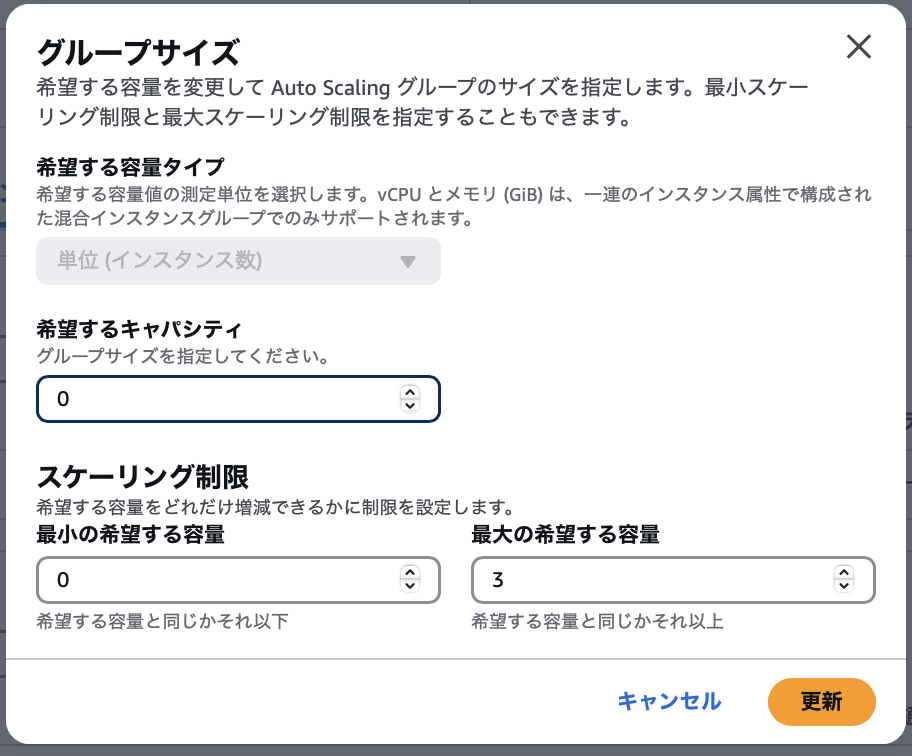 グループサイズ
希望する容量を変更して Auto Scaling グループのサイズを指定します。最小スケー
リング制限と最大スケーリング制限を指定することもできます。
希望する容量タイプ
希望する容量値の測定単位を選択します。vCPU とメモリ (GiB) は、一連のインスタンス属性で構成され
た混合インスタンスグループでのみサポートされます。
単位 (インスタンス数)
希望するキャパシティ
グループサイズを指定してください。
0
スケーリング制限
希望する容量をどれだけ増減できるかに制限を設定します。
最小の希望する容量
最大の希望する容量
0
3
希望する容量と同じかそれ以下
希望する容量と同じかそれ以上
キャンセル
更新